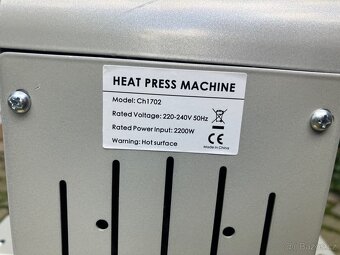 HEAT PRESS MACHINE
Model: Ch1702
Rated Voltage: 220-240V 50Hz
Rated Power Input: 2200W
Warning: Hot surface
CE
Made in China